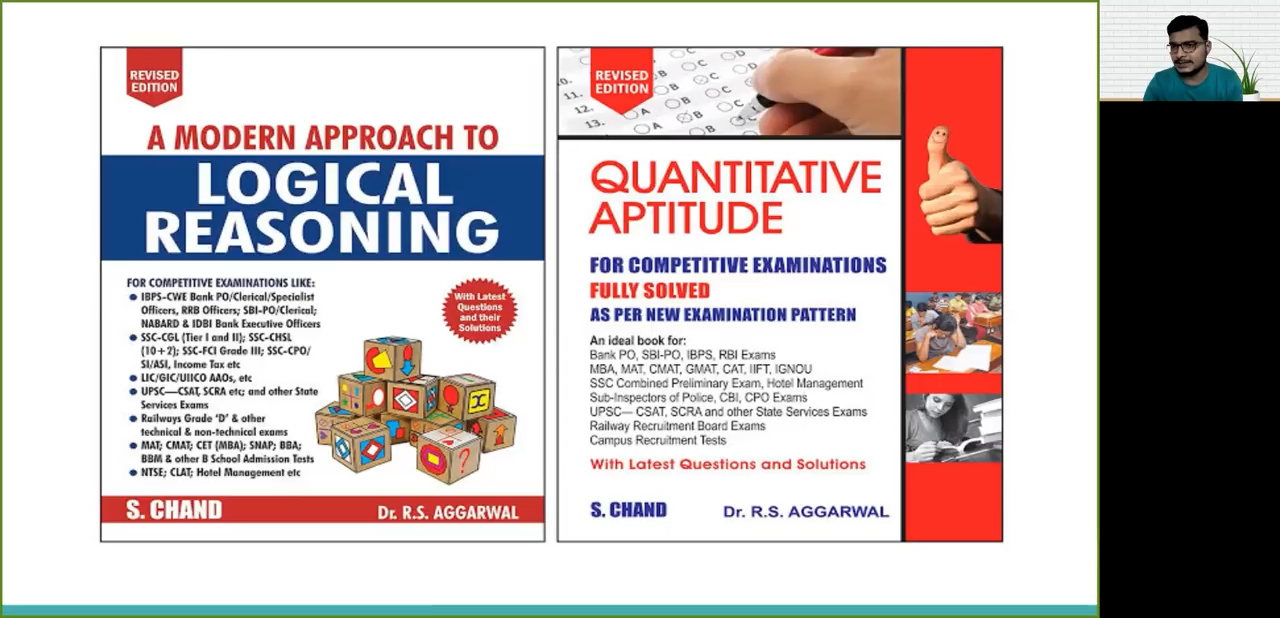 REVISED
EDITION
A MODERN APPROACH TO
LOGICAL
REASONING
FOR COMPETITIVE EXAMINATIONS LIKE:
IBPS-CWE Bank PO/Clerical/Specialist
Officers, RRB Officers; SBI-PO/Clerical;
NABARD & IDBI Bank Executive Officers
SSC-CGL (Tier I and II); SSC-CHSL
(10+2); SSC-FCI Grade III; SSC-CPO/
SI/ASI, Income Tax etc
LIC/GIC/UIICO AAOs, etc
UPSC—CSAT, SCRA etc; and other State
Services Exams
Railways Grade 'D' & other
technical & non-technical exams
MAT; CMAT; CET (MBA); SNAP; BBA;
BBM & other B School Admission Tests
NTSE; CLAT; Hotel Management etc
With Latest
Questions
and their
Solutions
?
S. CHAND
Dr. R.S. AGGARWAL
REVISED
EDITION
11.
12.
13.
A
B
C
B
C
B
C
QUANTITATIVE
APTITUDE
FOR COMPETITIVE EXAMINATIONS
FULLY SOLVED
AS PER NEW EXAMINATION PATTERN
An ideal book for:
Bank PO, SBI-PO, IBPS, RBI Exams
MBA, MAT, CMAT, GMAT, CAT, IIFT, IGNOU
SSC Combined Preliminary Exam, Hotel Management
Sub-Inspectors of Police, CBI, CPO Exams
UPSC— CSAT, SCRA and other State Services Exams
Railway Recruitment Board Exams
Campus Recruitment Tests
With Latest Questions and Solutions
S. CHAND
Dr. R.S. AGGARWAL